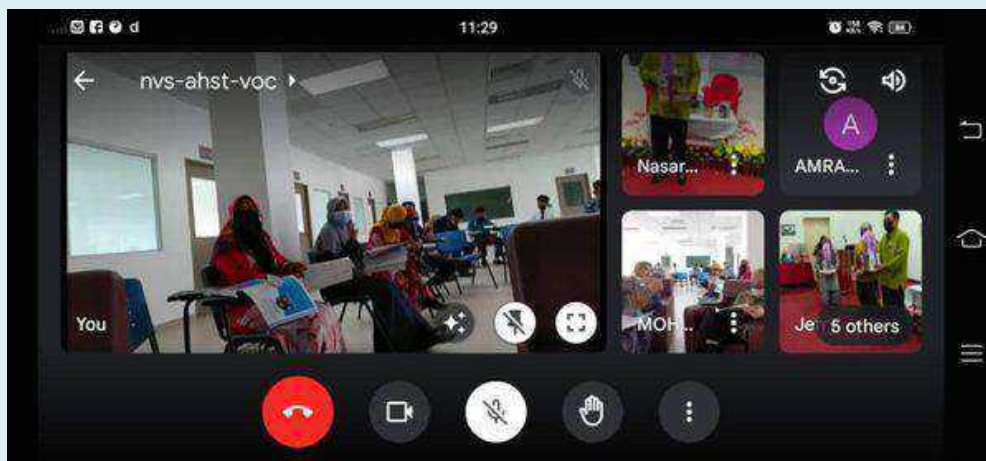 d
11:29
nvs-ahst-voc
You
Nasar...
A
AMRA...
MOH...
Je
5 others